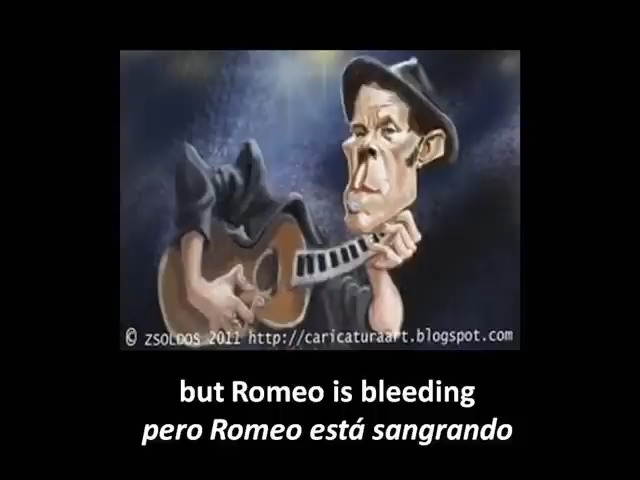 © ZSOLDOS 2011 http://caricaturaart.blogspot.com
but Romeo is bleeding
pero Romeo está sangrando